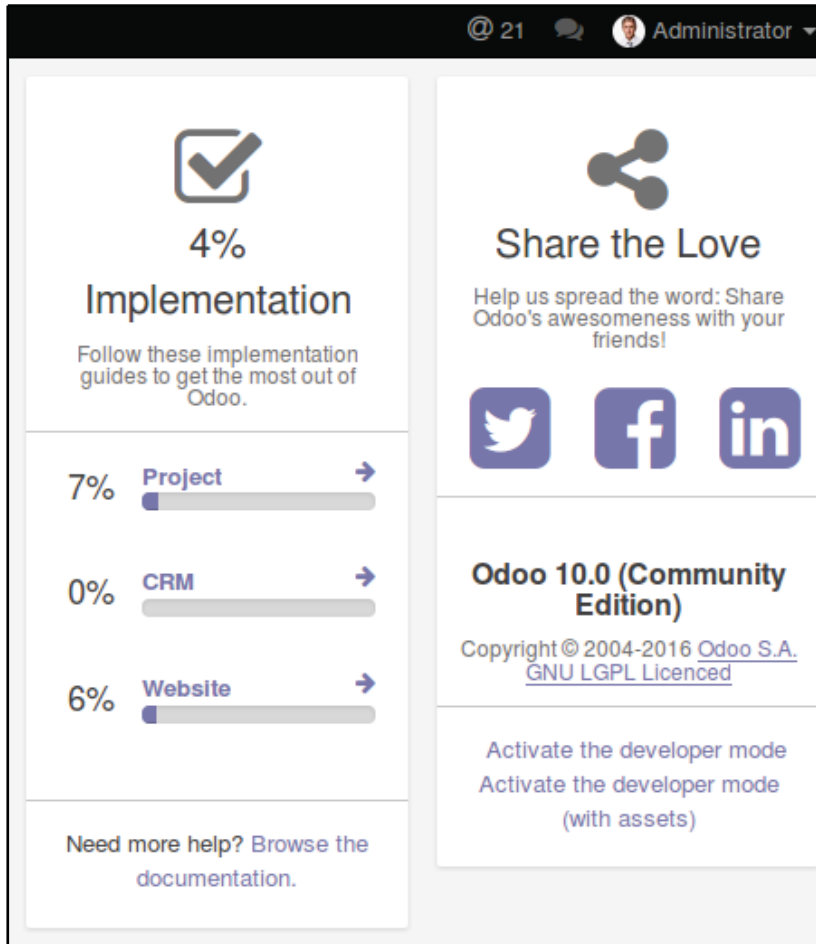 @ 21 Administrator
4%
Implementation
Follow these implementation
guides to get the most out of
Odoo.
7% Project
0% CRM
6% Website
Need more help? Browse the
documentation.
Share the Love
Help us spread the word: Share
Odoo's awesomeness with your
friends!
in
Odoo 10.0 (Community
Edition)
Copyright © 2004-2016 Odoo S.A.
GNU LGPL Licenced
Activate the developer mode
Activate the developer mode
(with assets)